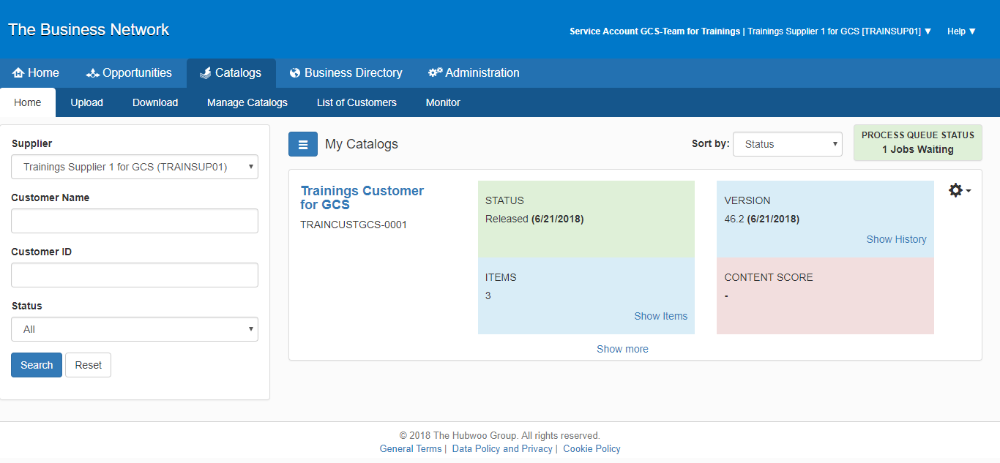 The Business Network
Service Account GCS-Team for Trainings | Trainings Supplier 1 for GCS [TRAINSUP01] ▼ Help ▼
Home Opportunities Catalogs Business Directory Administration
Home Upload Download Manage Catalogs List of Customers Monitor
Supplier
Trainings Supplier 1 for GCS (TRAINSUP01)
Customer Name
Customer ID
Status
All
Search Reset
My Catalogs
Sort by: Status
PROCESS QUEUE STATUS
1 Jobs Waiting
Trainings Customer
for GCS
TRAINCUSTGCS-0001
STATUS
Released (6/21/2018)
VERSION
46.2 (6/21/2018)
Show History
ITEMS
3
Show Items
CONTENT SCORE
-
Show more
© 2018 The Hubwoo Group. All rights reserved.
General Terms | Data Policy and Privacy | Cookie Policy